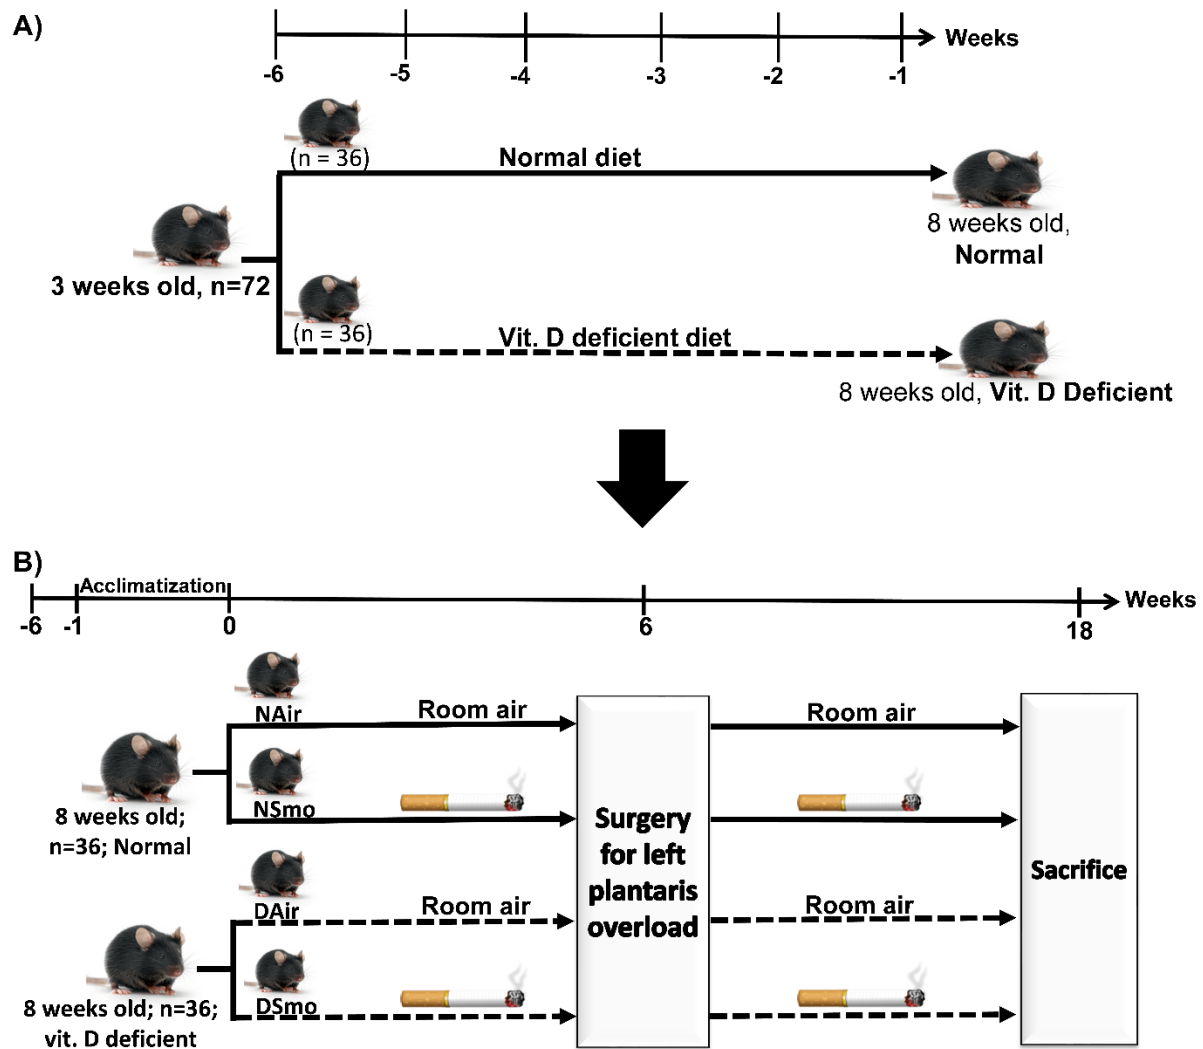 A)
Weeks
-6 -5 -4 -3 -2 -1
(n = 36)
Normal diet
8 weeks old,
Normal
3 weeks old, n=72
(n = 36)
Vit. D deficient diet
8 weeks old, Vit. D Deficient
B)
Acclimatization
Weeks
-6 -1 0 6 18
NAir
Room air
Room air
NSmo
8 weeks old;
n=36; Normal
Surgery
for left
plantaris
overload
Sacrifice
DAir
Room air
Room air
DSmo
8 weeks old; n=36;
vit. D deficient